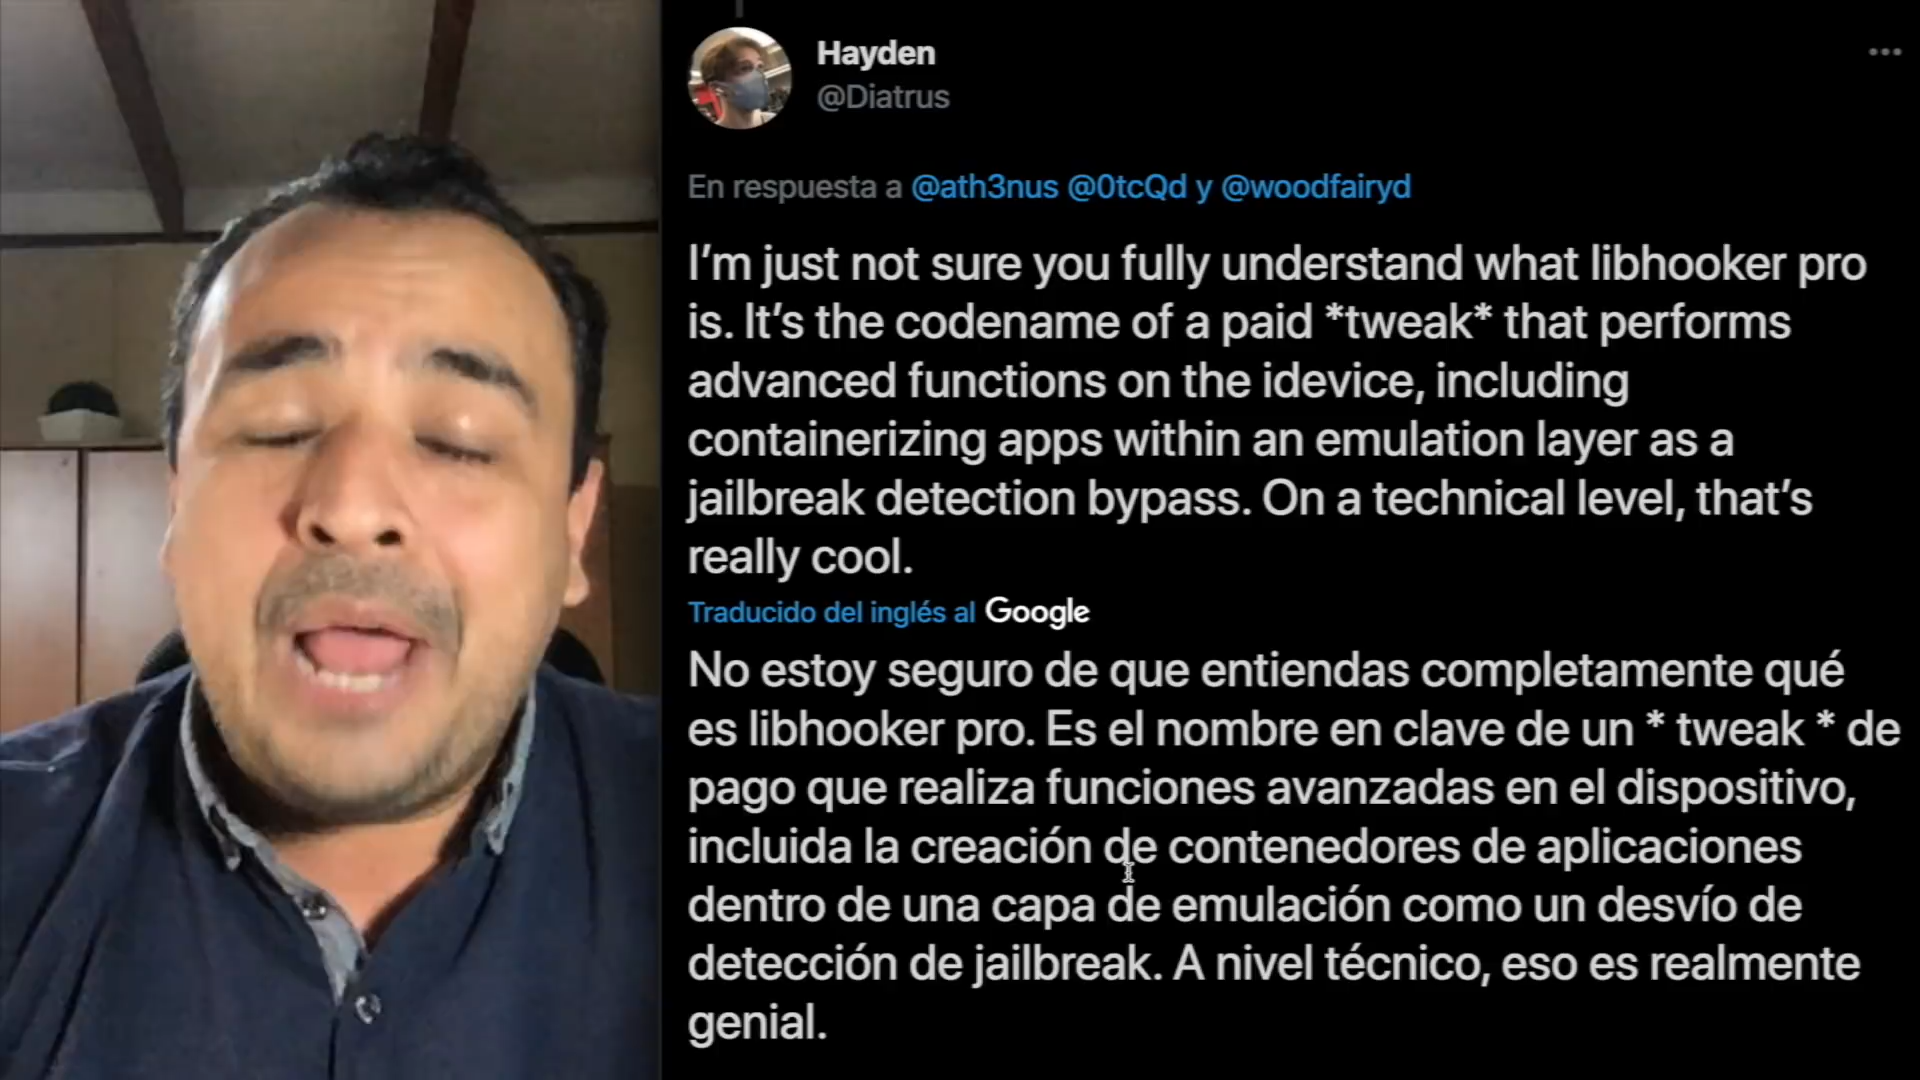 Hayden
@Diatrus
En respuesta a @ath3nus @0tcQd y @woodfairyd
I’m just not sure you fully understand what libhooker pro
is. It’s the codename of a paid *tweak* that performs
advanced functions on the idevice, including
containerizing apps within an emulation layer as a
jailbreak detection bypass. On a technical level, that’s
really cool.
Traducido del inglés al Google
No estoy seguro de que entiendas completamente qué
es libhooker pro. Es el nombre en clave de un * tweak * de
pago que realiza funciones avanzadas en el dispositivo,
incluida la creación de contenedores de aplicaciones
dentro de una capa de emulación como un desvío de
detección de jailbreak. A nivel técnico, eso es realmente
genial.